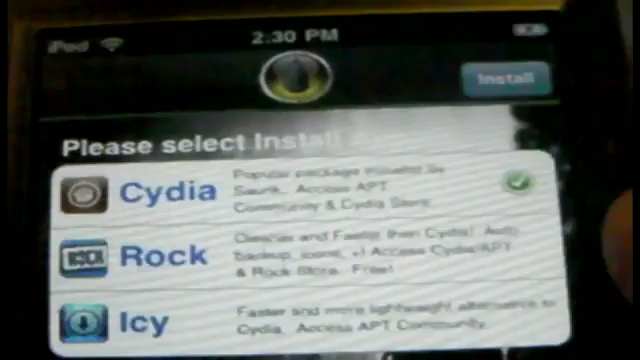 iPod 2:30 PM
Install
Please select Install
Cydia
Popular package installer by
Saurik. Access APT
Community & Cydia Store.
ROCK
Rock
Cleaner and Faster then Cydia! Auto
backup, icons, +! Access Cydia/APT
& Rock Store. Free!
Icy
Faster and more lightweight alternative to
Cydia. Access APT Community.